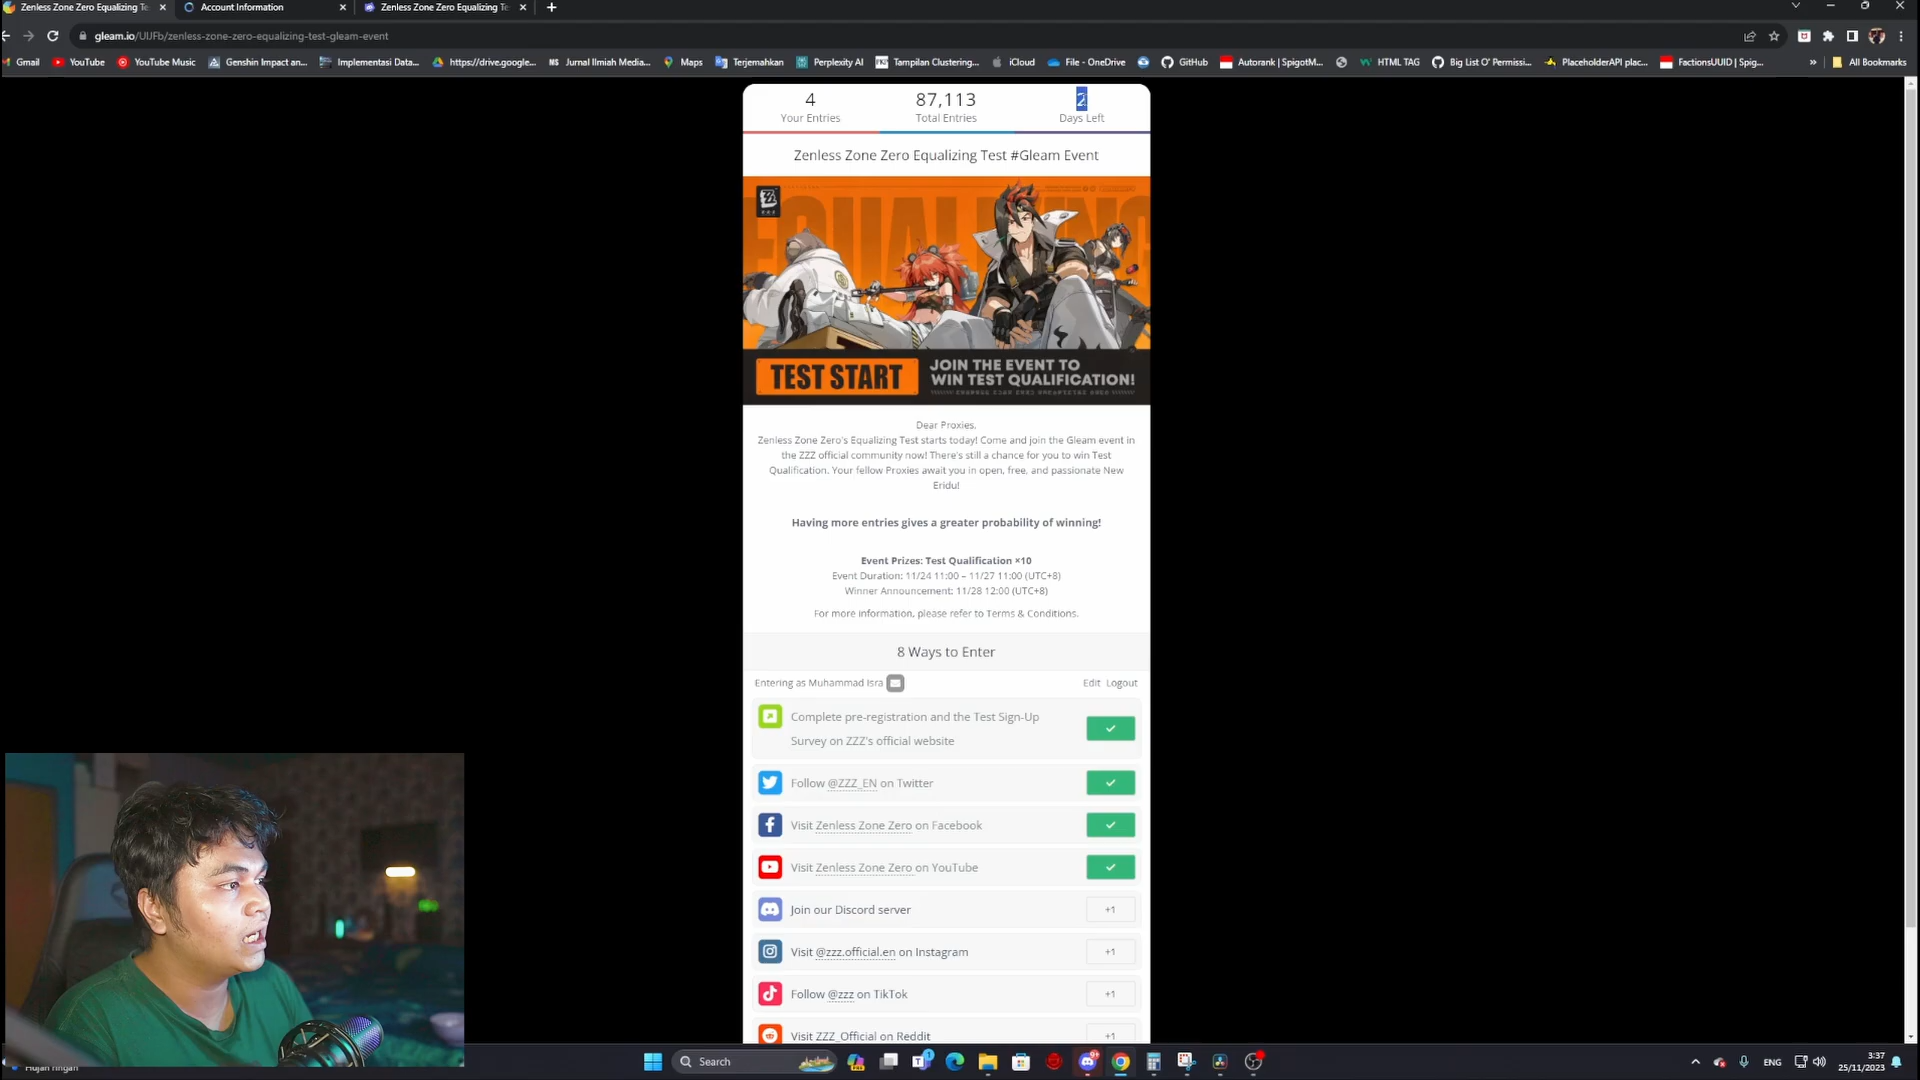 Zenless Zone Zero Equalizing Te
Account Information
Zenless Zone Zero Equalizing Te
gleam.io/UIJFb/zenless-zone-zero-equalizing-test-gleam-event
Gmail YouTube YouTube Music Genshin Impact an... Implementasi Data... https://drive.google... Jurnal Ilmiah Media... Maps Terjemahan Perplexity AI Tampilan Clustering... iCloud File - OneDrive GitHub Autorank | SpigotM... HTML TAG Big List O' Permissi... PlaceholderAPI plac... FactionsUUID | Spig... » All Bookmarks
4 87,113 2
Your Entries Total Entries Days Left
Zenless Zone Zero Equalizing Test #Gleam Event
TEST START
JOIN THE EVENT TO
WIN TEST QUALIFICATION!
Dear Proxies,
Zenless Zone Zero's Equalizing Test starts today! Come and join the Gleam event in
the ZZZ official community now! There's still a chance for you to win Test
Qualification. Your fellow Proxies await you in open, free, and passionate New
Eridu!
Having more entries gives a greater probability of winning!
Event Prizes: Test Qualification ×10
Event Duration: 11/24 11:00 – 11/27 11:00 (UTC+8)
Winner Announcement: 11/28 12:00 (UTC+8)
For more information, please refer to Terms & Conditions.
8 Ways to Enter
Entering as Muhammad Isra Edit Logout
Complete pre-registration and the Test Sign-Up
Survey on ZZZ's official website
Follow @ZZZ_EN on Twitter
Visit Zenless Zone Zero on Facebook
Visit Zenless Zone Zero on YouTube
Join our Discord server +1
Visit @zzz.official.en on Instagram +1
Follow @zzz on TikTok +1
Visit ZZZ_Official on Reddit +1
Hujan ringan
Search
ENG
3:37
25/11/2023